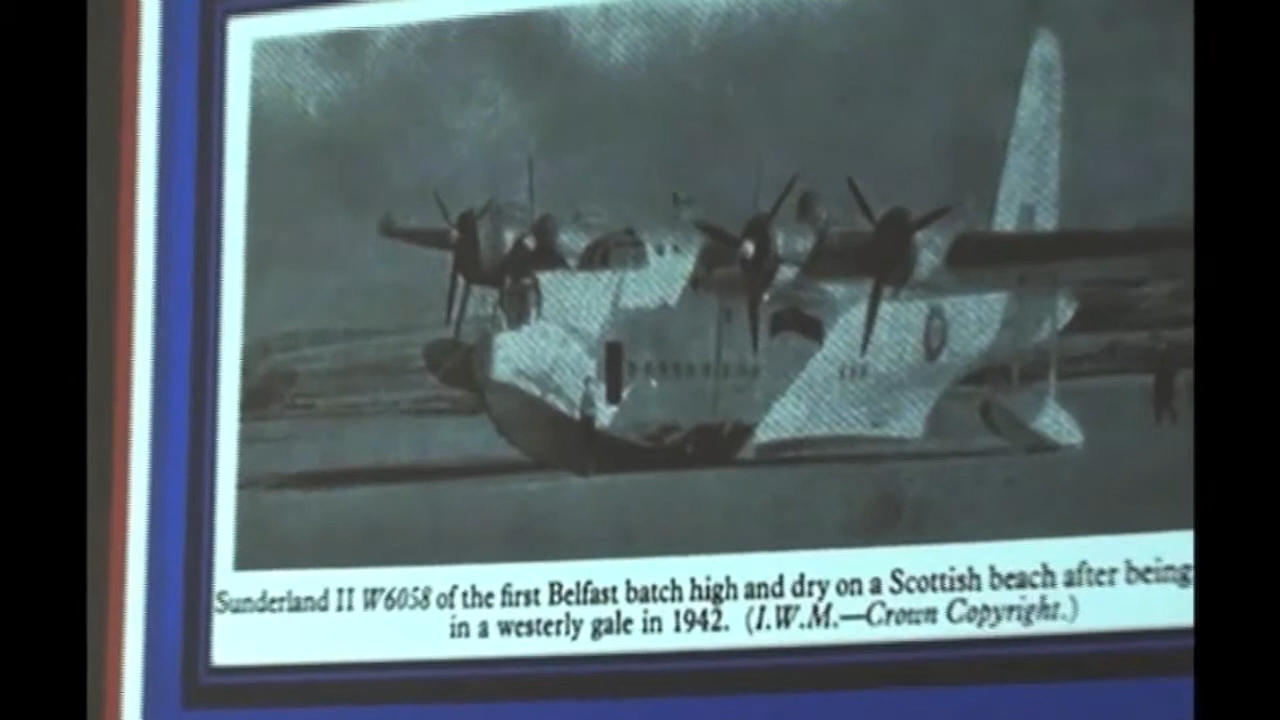 Sunderland II W6058 of the first Belfast batch high and dry on a Scottish beach after being
in a westerly gale in 1942. (I.W.M.—Crown Copyright.)